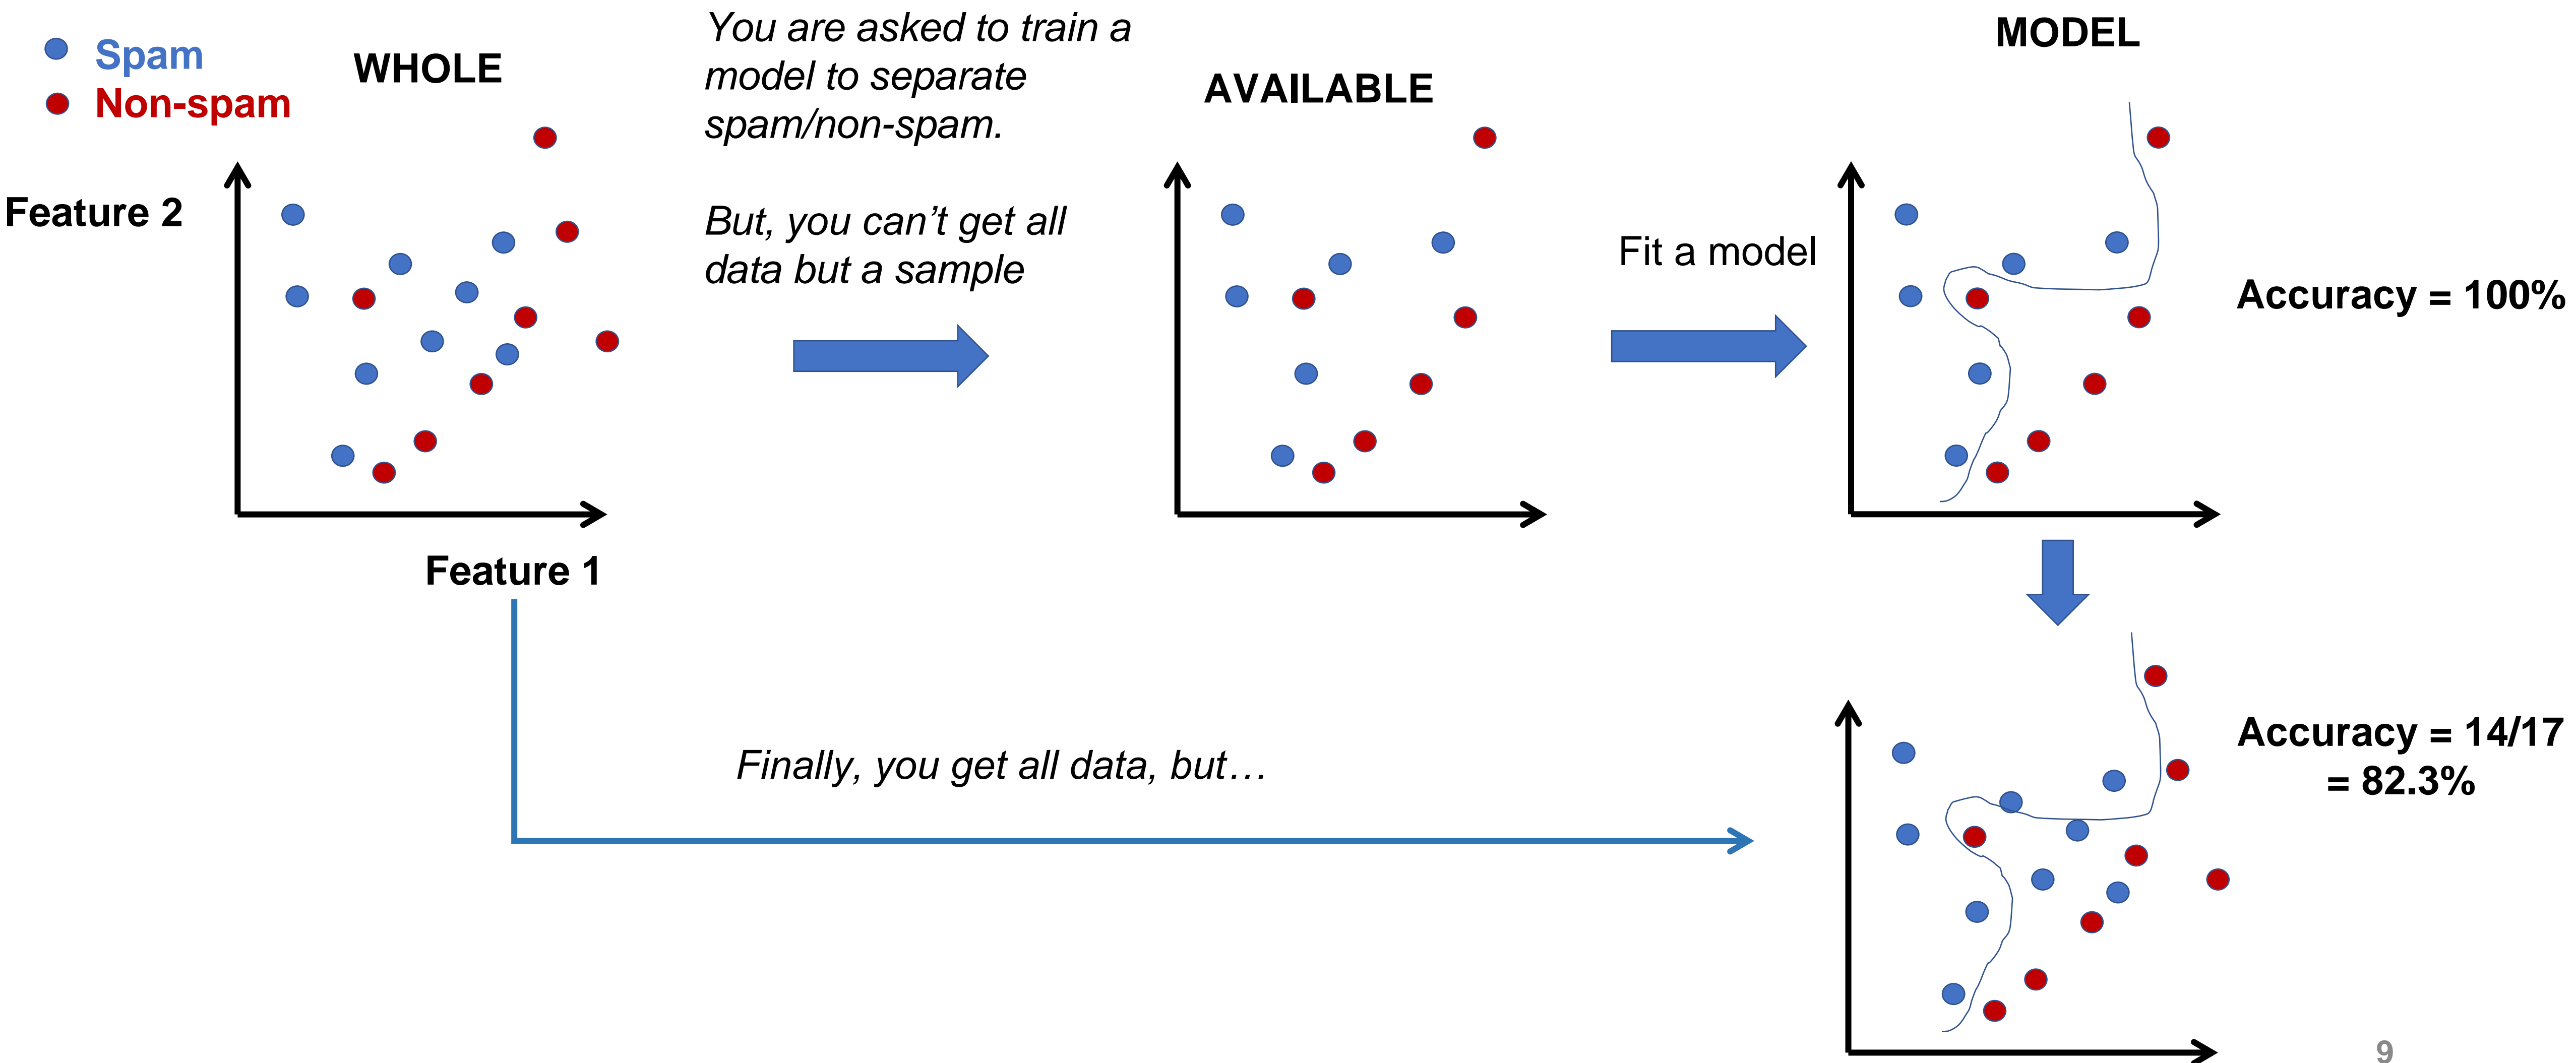 Spam
Non-spam
WHOLE
Feature 2
Feature 1
You are asked to train a
model to separate
spam/non-spam.
But, you can’t get all
data but a sample
AVAILABLE
Fit a model
MODEL
Accuracy = 100%
Finally, you get all data, but…
Accuracy = 14/17
= 82.3%
9